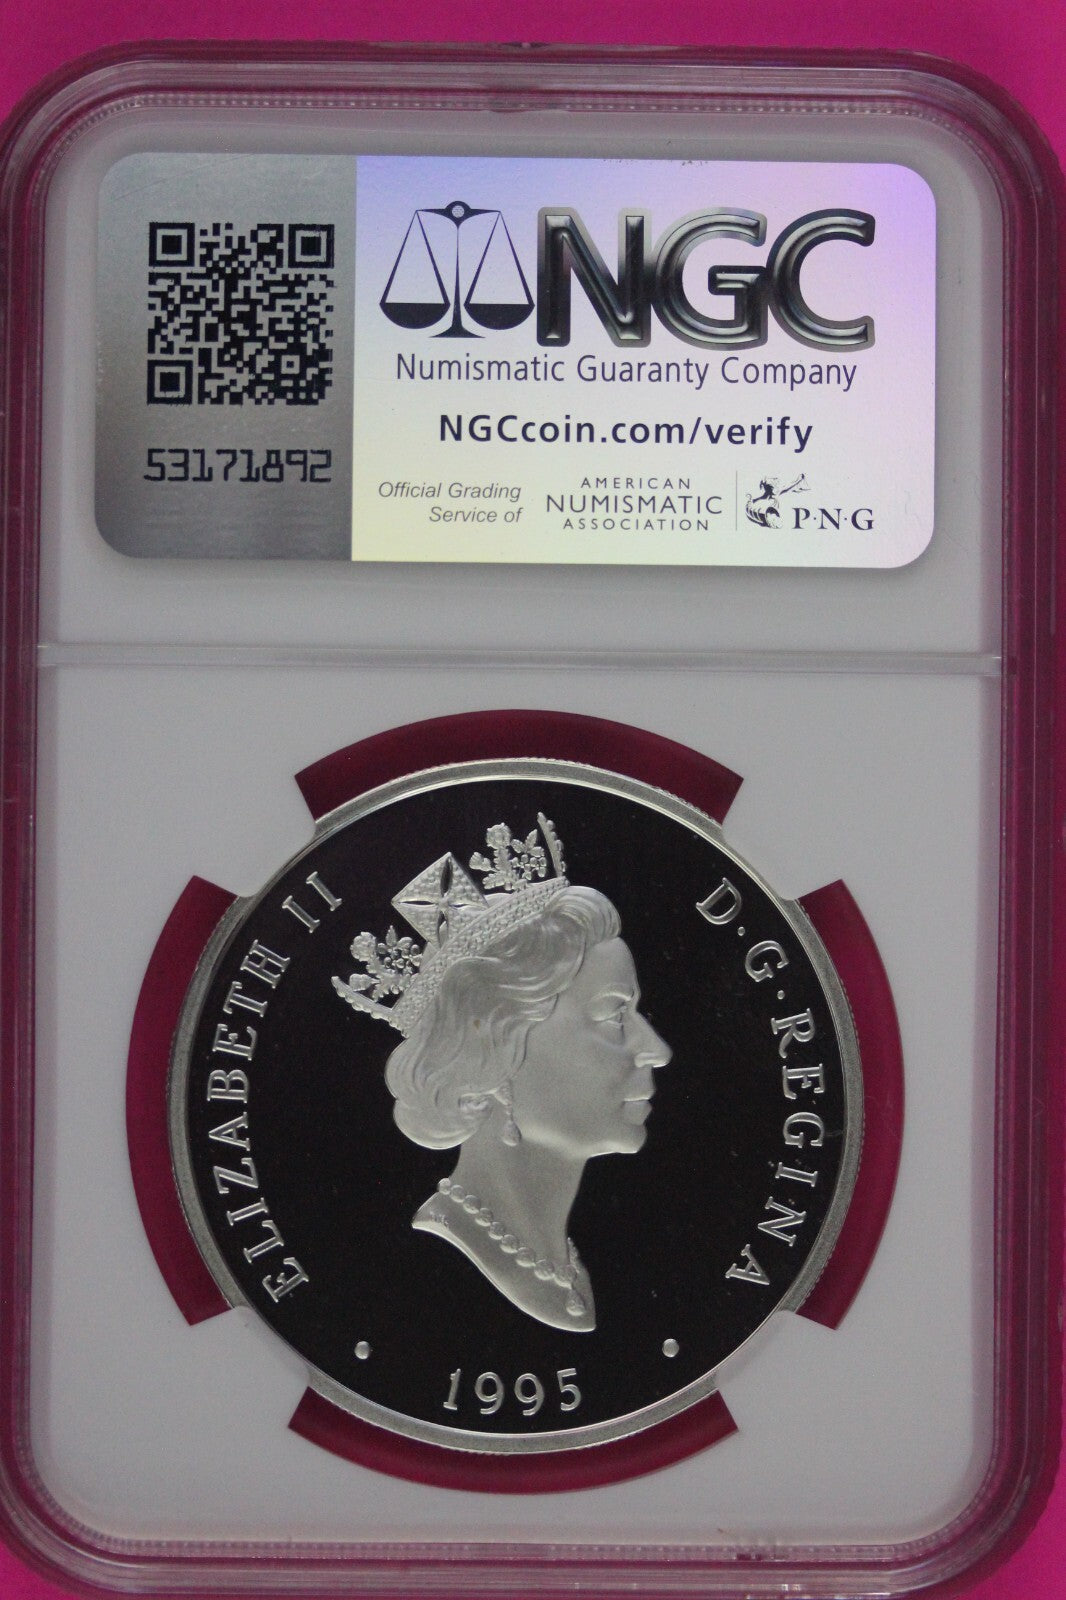 NGC
Numismatic Guaranty Company
NGCcoin.com/verify
53171892
Official Grading
Service of
AMERICAN
NUMISMATIC
ASSOCIATION
P·N·G
ELIZABETH II
D·G·REGINA
• 1995 •